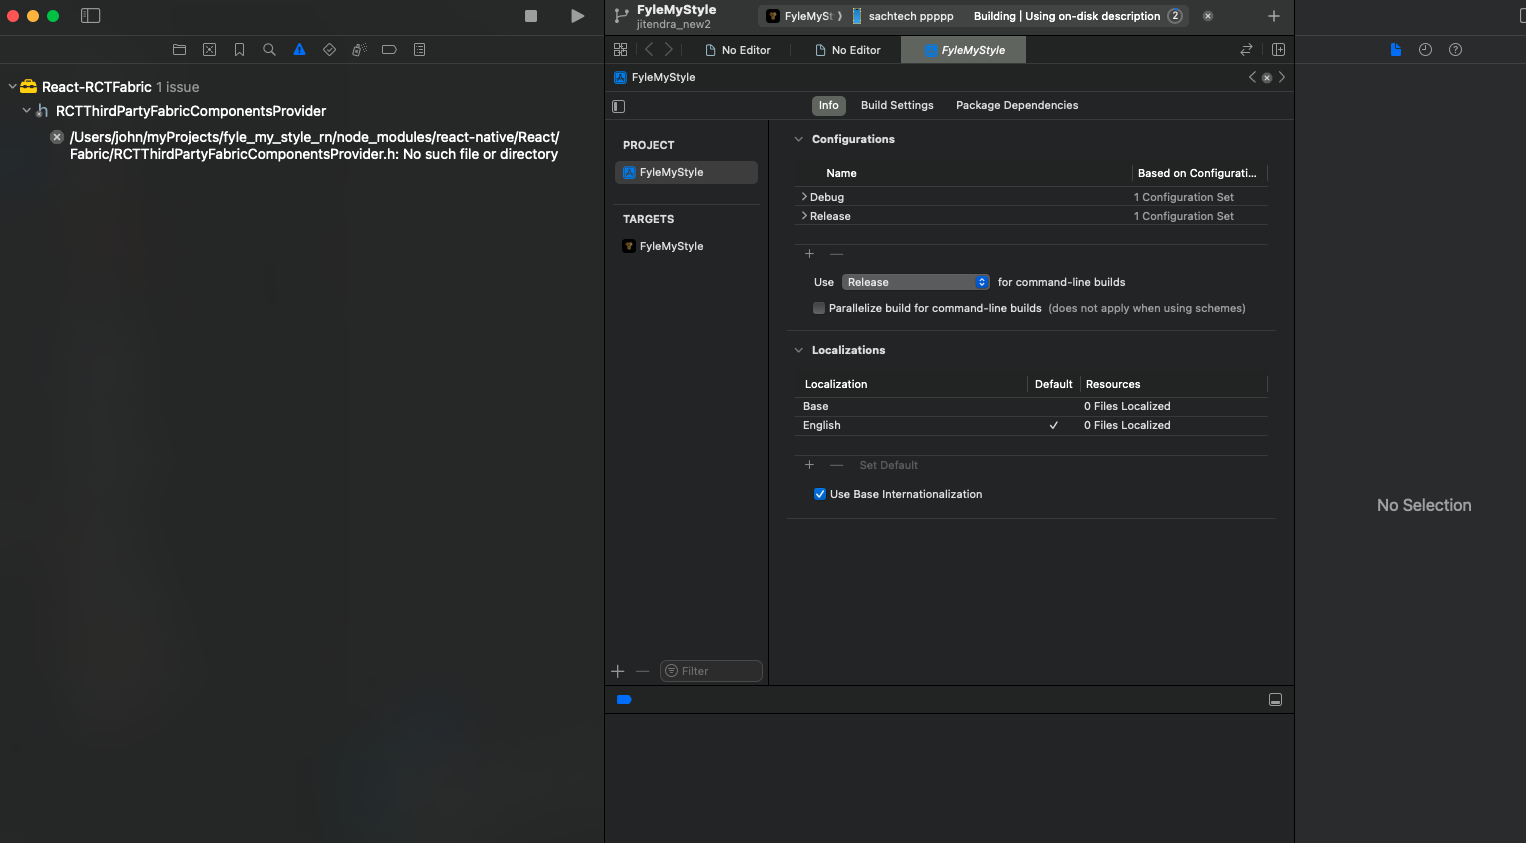 FyleMyStyle
jitendra_new2
FyleMySt
sachtech ppppp
Building | Using on-disk description
2
No Editor
No Editor
FyleMyStyle
React-RCTFabric 1 issue
RCTThirdPartyFabricComponentsProvider
/Users/john/myProjects/fyle_my_style_rn/node_modules/react-native/React/
Fabric/RCTThirdPartyFabricComponentsProvider.h: No such file or directory
FyleMyStyle
Info
Build Settings
Package Dependencies
PROJECT
FyleMyStyle
TARGETS
FyleMyStyle
Configurations
Name
Based on Configurati...
Debug
1 Configuration Set
Release
1 Configuration Set
Use
Release
for command-line builds
Parallelize build for command-line builds (does not apply when using schemes)
Localizations
Localization
Default
Resources
Base
0 Files Localized
English
0 Files Localized
Set Default
Use Base Internationalization
Filter
No Selection